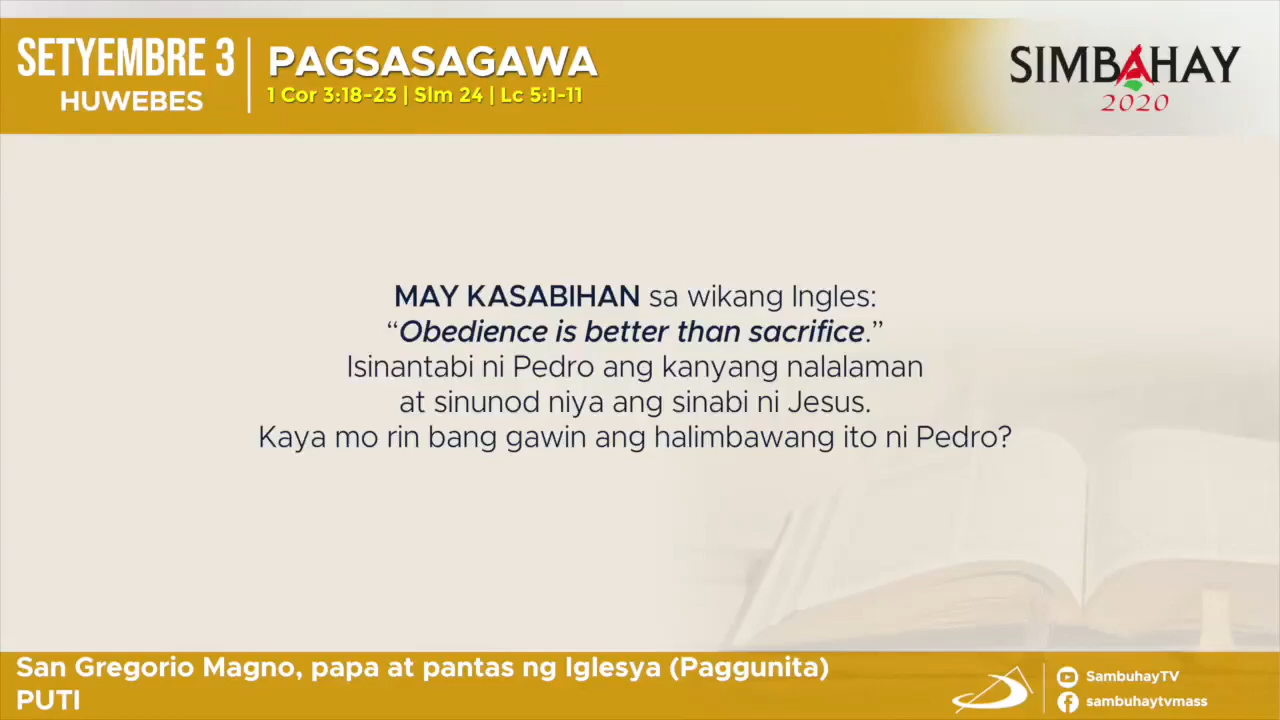 SETYEMBRE 3
HUWEBES
PAGSASAGAWA
1 Cor 3:18-23 | Slm 24 | Lc 5:1-11
SIMBAHAY
2020
MAY KASABIHAN sa wikang Ingles:
“Obedience is better than sacrifice.”
Isinantabi ni Pedro ang kanyang nalalaman
at sinunod niya ang sinabi ni Jesus.
Kaya mo rin bang gawin ang halimbawang ito ni Pedro?
San Gregorio Magno, papa at pantas ng Iglesya (Paggunita)
PUTI
SambuhayTV
sambuhaytvmass